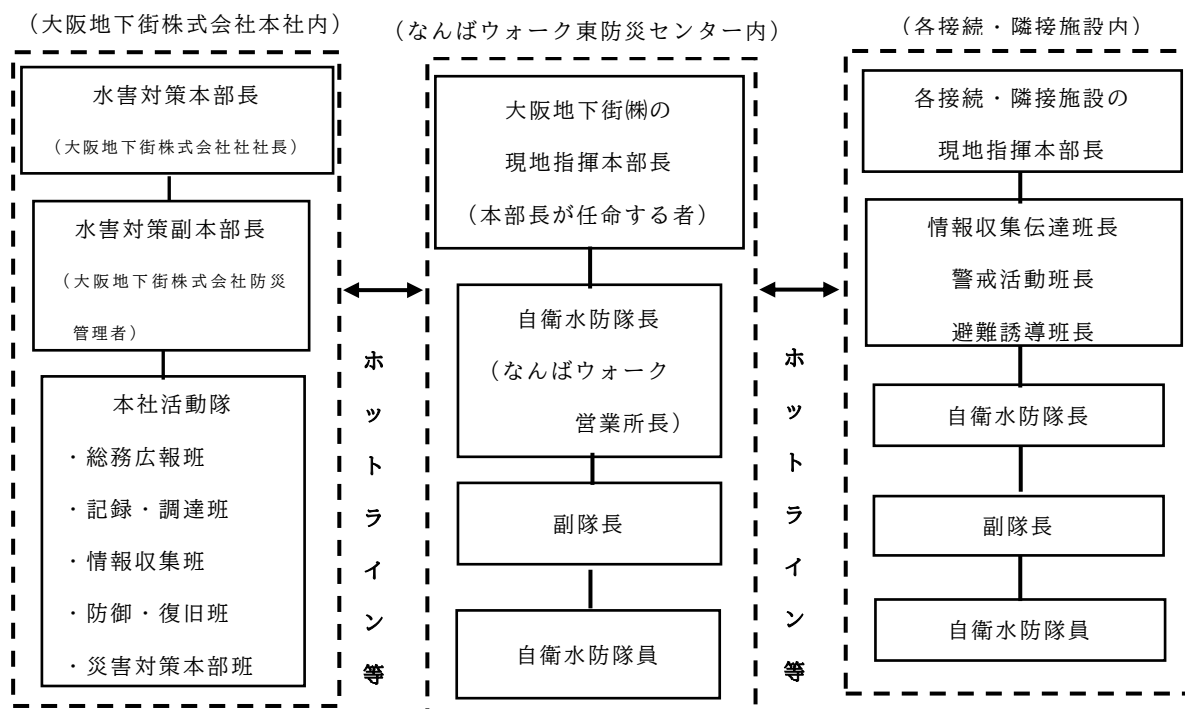 （大阪地下街株式会社本社内）
水害対策本部長
（大阪地下街株式会社社社長）
水害対策副本部長
（大阪地下街株式会社防災
管理者）
本社活動隊
・総務広報班
・記録・調達班
・情報収集班
・防御・復旧班
・災害対策本部班
ホットライン等
（なんばウォーク東防災センター内）
大阪地下街㈱の
現地指揮本部長
（本部長が任命する者）
自衛水防隊長
（なんばウォーク
営業所長）
副隊長
自衛水防隊員
ホットライン等
（各接続・隣接施設内）
各接続・隣接施設の
現地指揮本部長
情報収集伝達班長
警戒活動班長
避難誘導班長
自衛水防隊長
副隊長
自衛水防隊員